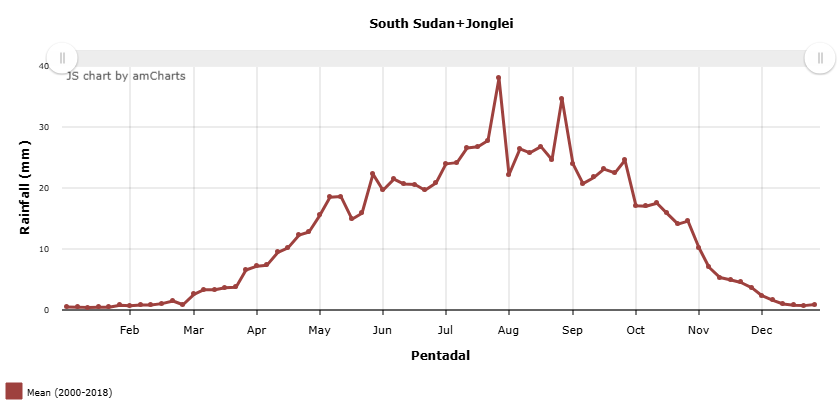 South Sudan+Jonglei
JS chart by amCharts
40
30
20
10
0
Rainfall (mm)
Feb Mar Apr May Jun Jul Aug Sep Oct Nov Dec
Pentadal
Mean (2000-2018)